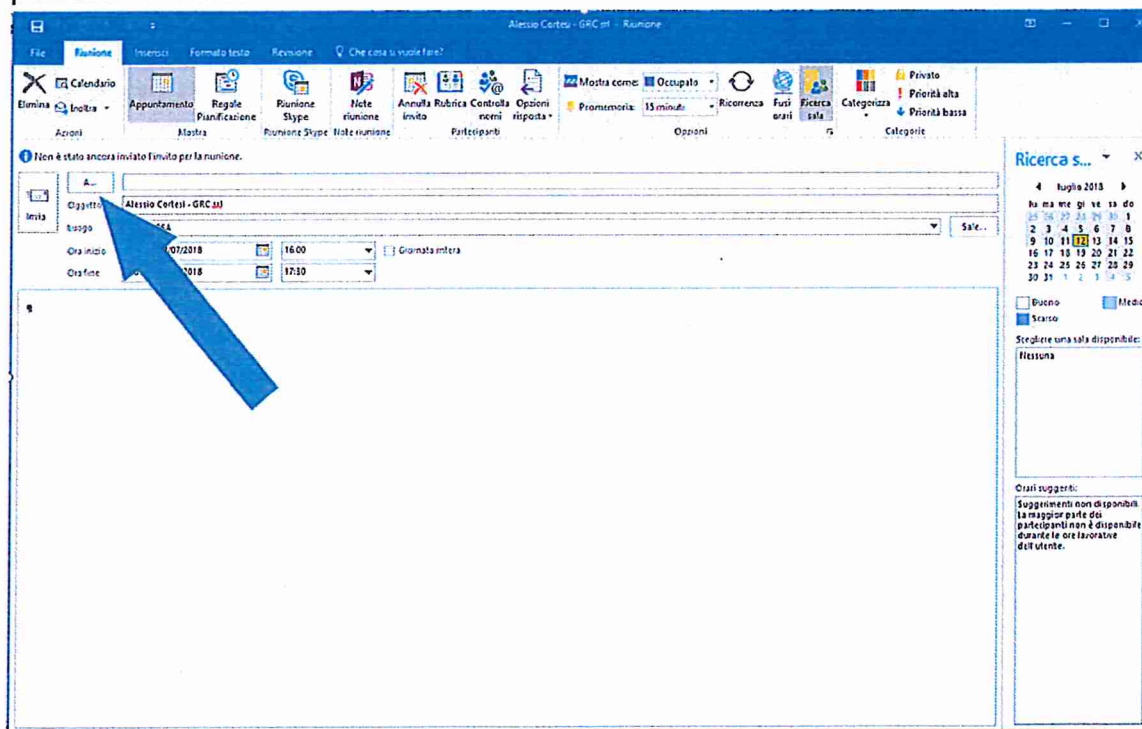 Alessio Cortesi - GRC srl - Riunione
File Riunione Inserisci Formato testo Revisione Che cosa si vuole fare?
Elimina
Calendario
Inoltra
Azioni
Appuntamento
Regole Pianificazione
Mostra
Riunione Skype
Riunione Skype
Note riunione
Note riunione
Annulla invito
Rubrica
Controlla nomi
Opzioni risposta
Partecipanti
Mostra come: Occupato
Promemoria: 15 minuti
Ricorrenza
Fusi orari
Ricerca sala
Opzioni
Categorizza
Privato
Priorità alta
Priorità bassa
Categorie
Non è stato ancora inviato l'invito per la riunione.
Invia
A...
Oggetto Alessio Cortesi - GRC srl
Luogo Sale...
Ora inizio /07/2018 16:00 Giornata intera
Ora fine 2018 17:30
¶
Ricerca s...
luglio 2018
lu ma me gi ve sa do
25 26 27 28 29 30 1
2 3 4 5 6 7 8
9 10 11 12 13 14 15
16 17 18 19 20 21 22
23 24 25 26 27 28 29
30 31 1 2 3 4 5
Buono Medio
Scarso
Scegliere una sala disponibile:
Nessuna
Orari suggeriti:
Suggerimenti non disponibili.
La maggior parte dei
partecipanti non è disponibile
durante le ore lavorative
dell'utente.